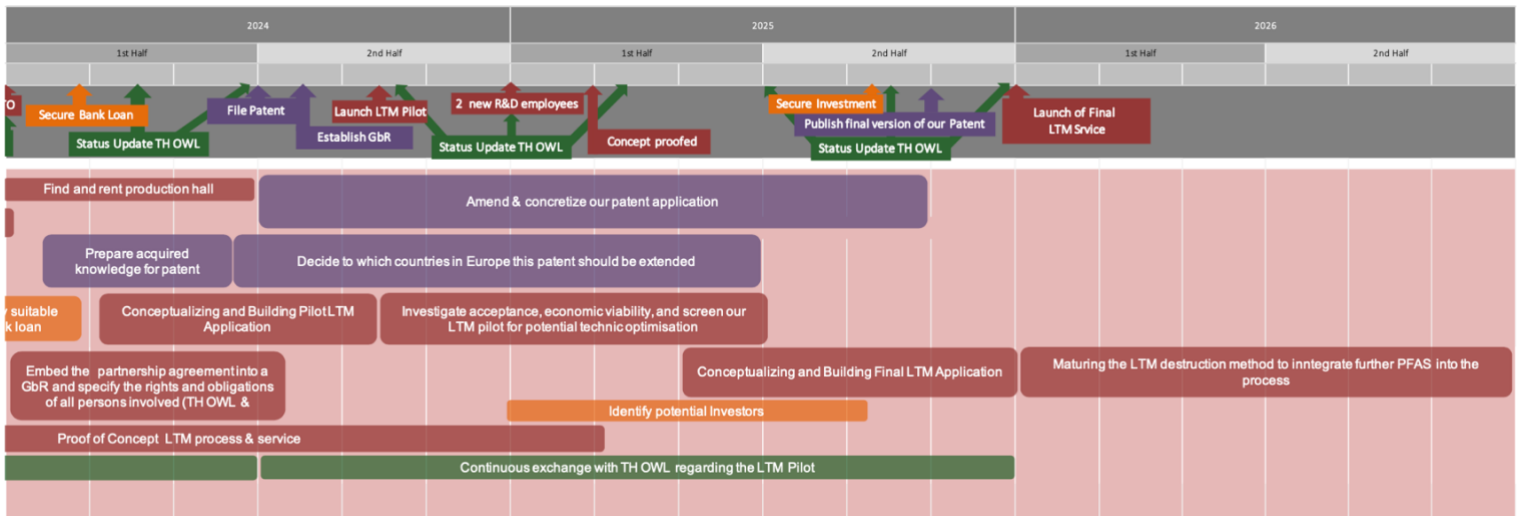 2024
2025
2026
1st Half
2nd Half
1st Half
2nd Half
1st Half
2nd Half
TO
Secure Bank Loan
File Patent
Launch LTM Pilot
2 new R&D employees
Secure Investment
Launch of Final
LTM Srvice
Status Update TH OWL
Establish GbR
Status Update TH OWL
Concept proofed
Publish final version of our Patent
Status Update TH OWL
Find and rent production hall
Amend & concretize our patent application
Prepare acquired
knowledge for patent
Decide to which countries in Europe this patent should be extended
suitable
k loan
Conceptualizing and Building Pilot LTM
Application
Investigate acceptance, economic viability, and screen our
LTM pilot for potential technic optimisation
Embed the partnership agreement into a
GbR and specify the rights and obligations
of all persons involved (TH OWL &
Conceptualizing and Building Final LTM Application
Maturing the LTM destruction method to inntegrate further PFAS into the
process
Identify potential Investors
Proof of Concept LTM process & service
Continuous exchange with TH OWL regarding the LTM Pilot